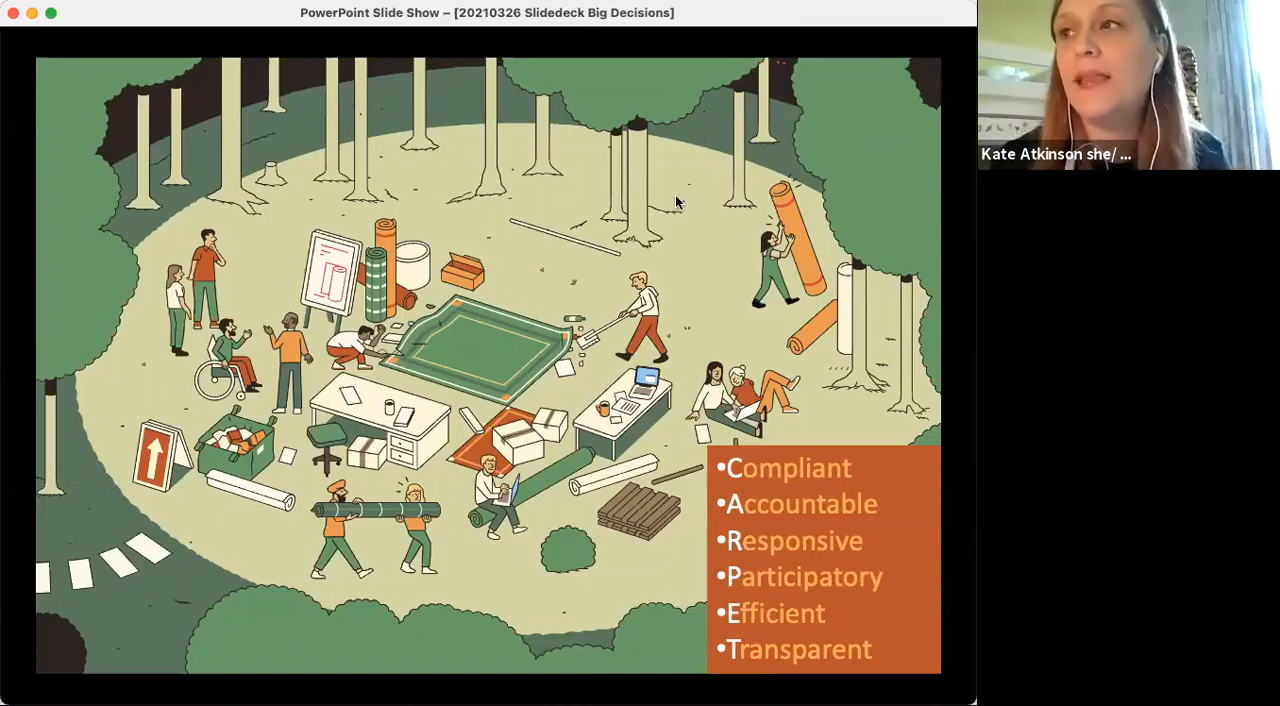 PowerPoint Slide Show – [20210326 Slidedeck Big Decisions]
Kate Atkinson she/ ...
•Compliant
•Accountable
•Responsive
•Participatory
•Efficient
•Transparent